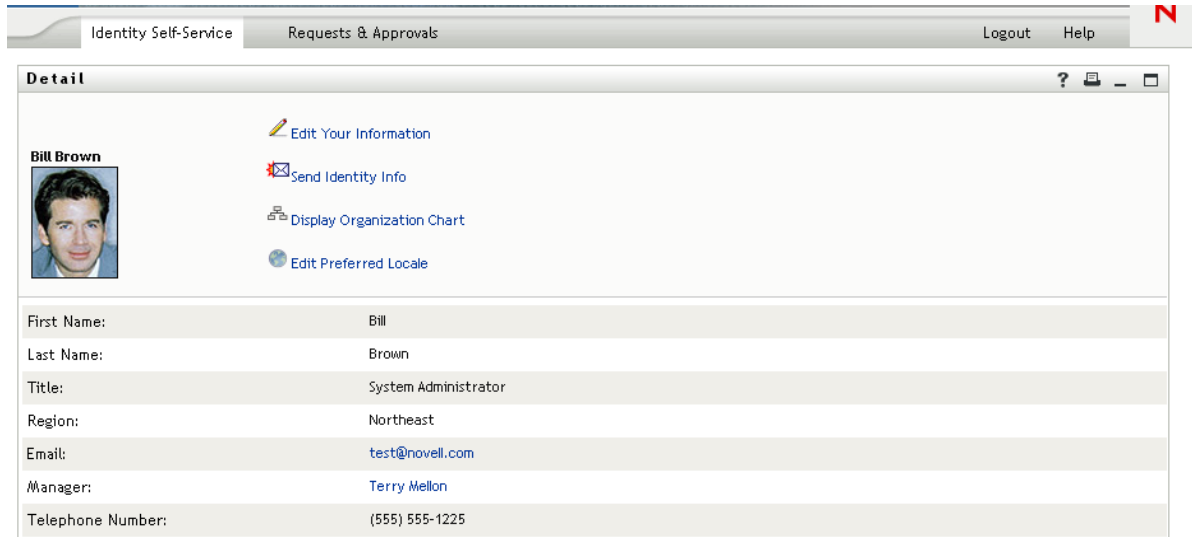 Identity Self-Service Requests & Approvals Logout Help N
Detail ?
Edit Your Information
Bill Brown
Send Identity Info
Display Organization Chart
Edit Preferred Locale
First Name: Bill
Last Name: Brown
Title: System Administrator
Region: Northeast
Email: test@novell.com
Manager: Terry Mellon
Telephone Number: (555) 555-1225